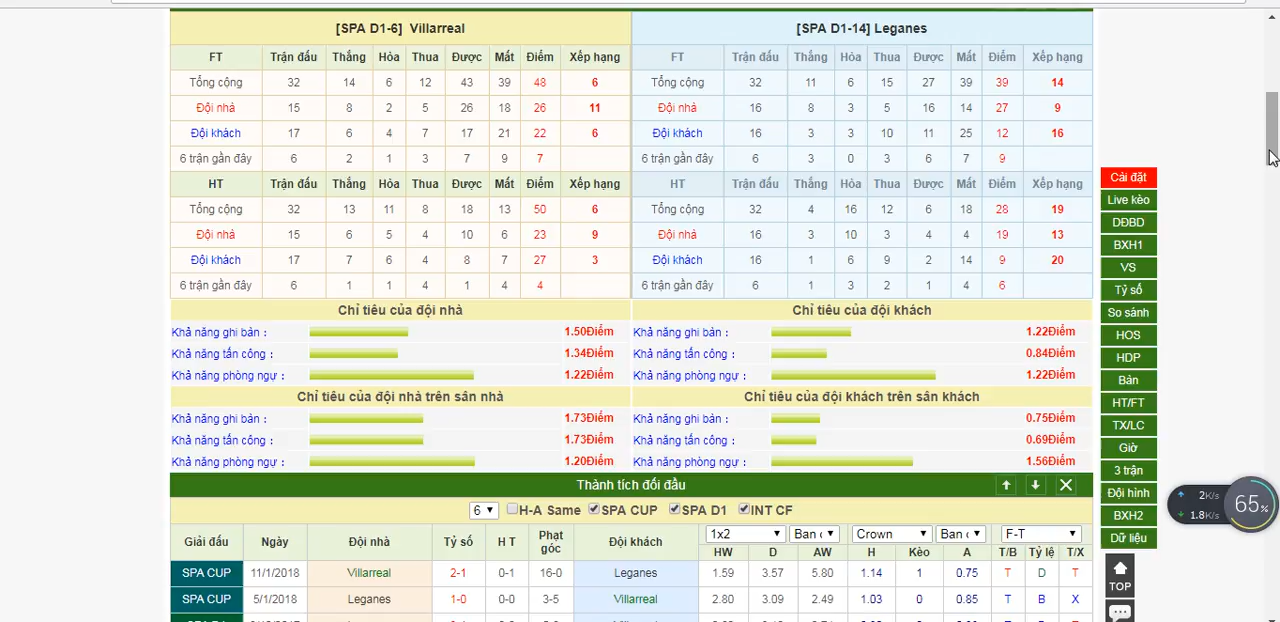 [SPA D1-6] Villarreal
FT Trận đấu Thắng Hòa Thua Được Mất Điểm Xếp hạng
Tổng cộng 32 14 6 12 43 39 48 6
Đội nhà 15 8 2 5 26 18 26 11
Đội khách 17 6 4 7 17 21 22 6
6 trận gần đây 6 2 1 3 7 9 7
HT Trận đấu Thắng Hòa Thua Được Mất Điểm Xếp hạng
Tổng cộng 32 13 11 8 18 13 50 6
Đội nhà 15 6 5 4 10 6 23 9
Đội khách 17 7 6 4 8 7 27 3
6 trận gần đây 6 1 1 4 1 4 4
[SPA D1-14] Leganes
FT Trận đấu Thắng Hòa Thua Được Mất Điểm Xếp hạng
Tổng cộng 32 11 6 15 27 39 39 14
Đội nhà 16 8 3 5 16 14 27 9
Đội khách 16 3 3 10 11 25 12 16
6 trận gần đây 6 3 0 3 6 7 9
HT Trận đấu Thắng Hòa Thua Được Mất Điểm Xếp hạng
Tổng cộng 32 4 16 12 6 18 28 19
Đội nhà 16 3 10 3 4 4 19 13
Đội khách 16 1 6 9 2 14 9 20
6 trận gần đây 6 1 3 2 1 4 6
Chỉ tiêu của đội nhà
Khả năng ghi bản : 1.50Điểm
Khả năng tấn công : 1.34Điểm
Khả năng phòng ngự : 1.22Điểm
Chỉ tiêu của đội khách
Khả năng ghi bản : 1.22Điểm
Khả năng tấn công : 0.84Điểm
Khả năng phòng ngự : 1.22Điểm
Chỉ tiêu của đội nhà trên sân nhà
Khả năng ghi bản : 1.73Điểm
Khả năng tấn công : 1.73Điểm
Khả năng phòng ngự : 1.20Điểm
Chỉ tiêu của đội khách trên sân khách
Khả năng ghi bản : 0.75Điểm
Khả năng tấn công : 0.69Điểm
Khả năng phòng ngự : 1.56Điểm
Thành tích đối đầu
6 H-A Same SPA CUP SPA D1 INT CF
Giải đấu Ngày Đội nhà Tỷ số H T Phạt góc Đội khách 1x2 Ban c Crown Ban c F-T
HW D AW H Kèo A T/B Tỷ lệ T/X
SPA CUP 11/1/2018 Villarreal 2-1 0-1 16-0 Leganes 1.59 3.57 5.80 1.14 1 0.75 T D T
SPA CUP 5/1/2018 Leganes 1-0 0-0 3-5 Villarreal 2.80 3.09 2.49 1.03 0 0.85 T B X
Cài đặt
Live kèo
DĐBD
BXH1
VS
Tỷ số
So sánh
HOS
HDP
Bàn
HT/FT
TX/LC
Giờ
3 trận
Đội hình
BXH2
Dữ liệu
TOP
2K/s
1.8K/s
65%